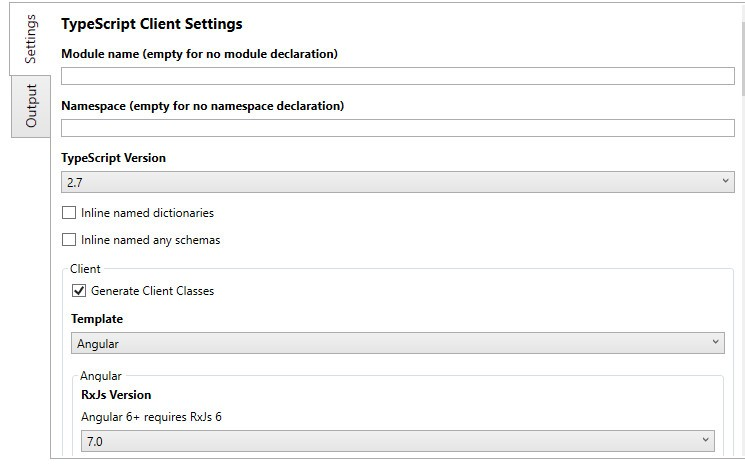 Settings
Output
TypeScript Client Settings
Module name (empty for no module declaration)
Namespace (empty for no namespace declaration)
TypeScript Version
2.7
Inline named dictionaries
Inline named any schemas
Client
Generate Client Classes
Template
Angular
Angular
RxJs Version
Angular 6+ requires RxJs 6
7.0